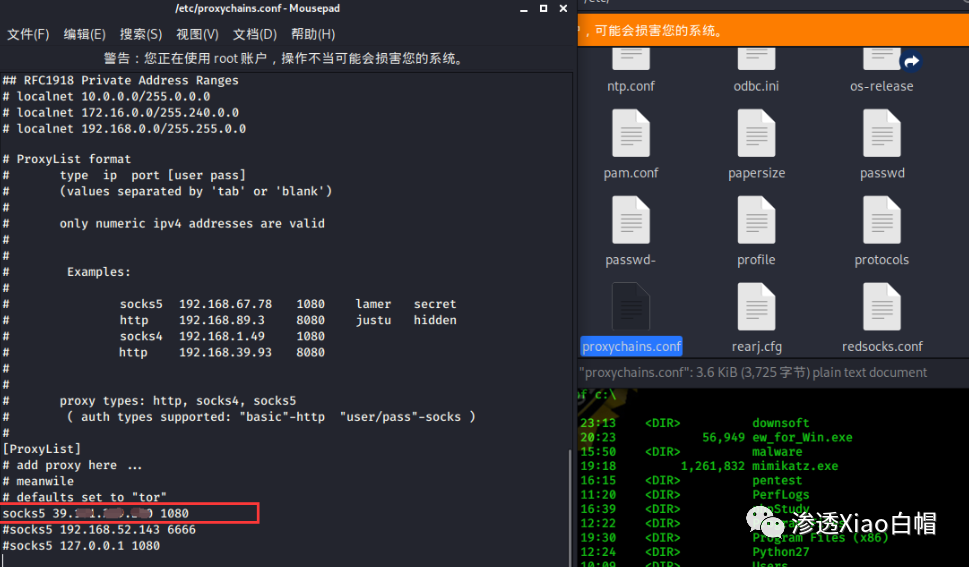 /etc/proxychains.conf - Mousepad
文件(F) 编辑(E) 搜索(S) 视图(V) 文档(D) 帮助(H)
警告：您正在使用 root 账户，操作不当可能会损害您的系统。
## RFC1918 Private Address Ranges
# localnet 10.0.0.0/255.0.0.0
# localnet 172.16.0.0/255.240.0.0
# localnet 192.168.0.0/255.255.0.0
# ProxyList format
# type ip port [user pass]
# (values separated by 'tab' or 'blank')
#
# only numeric ipv4 addresses are valid
#
#
# Examples:
#
# socks5 192.168.67.78 1080 lamer secret
# http 192.168.89.3 8080 justu hidden
# socks4 192.168.1.49 1080
# http 192.168.39.93 8080
#
#
# proxy types: http, socks4, socks5
# ( auth types supported: "basic"-http "user/pass"-socks )
#
[ProxyList]
# add proxy here ...
# meanwile
# defaults set to "tor"
socks5 39. 1080
#socks5 192.168.52.143 6666
#socks5 127.0.0.1 1080
，可能会损害您的系统。
ntp.conf odbc.ini os-release
pam.conf papersize passwd
passwd- profile protocols
proxychains.conf rearj.cfg redsocks.conf
"proxychains.conf": 3.6 KiB (3,725 字节) plain text document
of c:\
23:13 <DIR> downsoft
20:23 56,949 ew_for_Win.exe
15:50 <DIR> malware
19:18 1,261,832 mimikatz.exe
16:15 <DIR> pentest
11:20 <DIR> PerfLogs
16:39 <DIR>
12:22 <DIR>
19:30 <DIR> Program Files (x86)
12:24 <DIR> Python27
10:09 <DIR> Users
渗透Xiao白帽